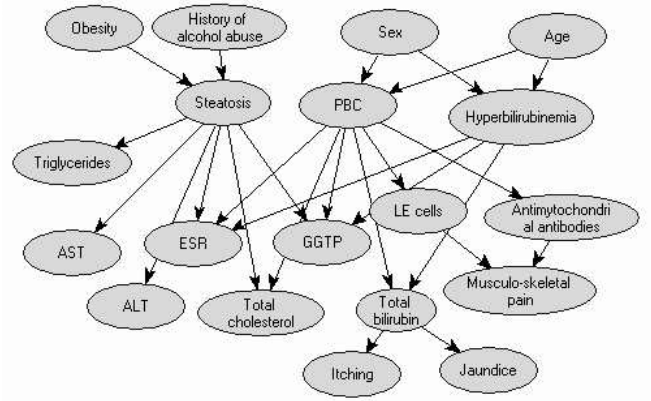 Obesity
History of
alcohol abuse
Sex
Age
Steatosis
PBC
Hyperbilirubinemia
Triglycerides
LE cells
Antimytochondri
al antibodies
AST
ESR
GGTP
ALT
Total
cholesterol
Total
bilirubin
Musculo-skeletal
pain
Itching
Jaundice